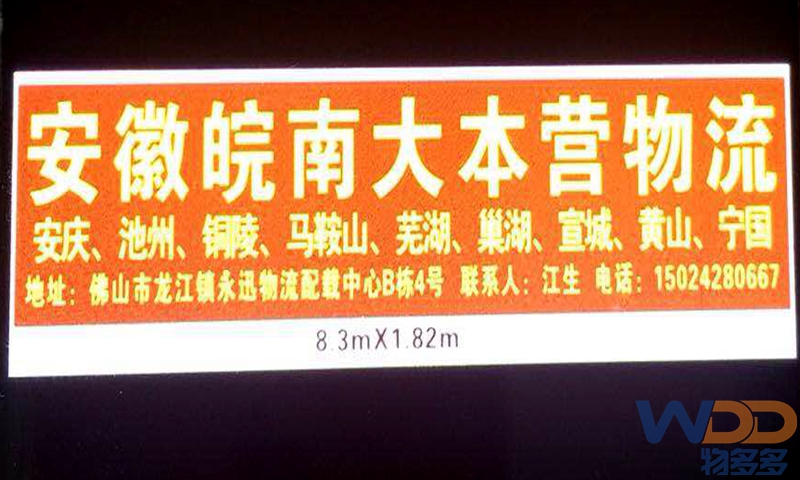 安徽皖南大本营物流
安庆、池州、铜陵、马鞍山、芜湖、巢湖、宣城、黄山、宁国
地址：佛山市龙江镇永迅物流配载中心B栋4号 联系人：江生 电话：15024280667
8.3mX1.82m
WDD
物多多